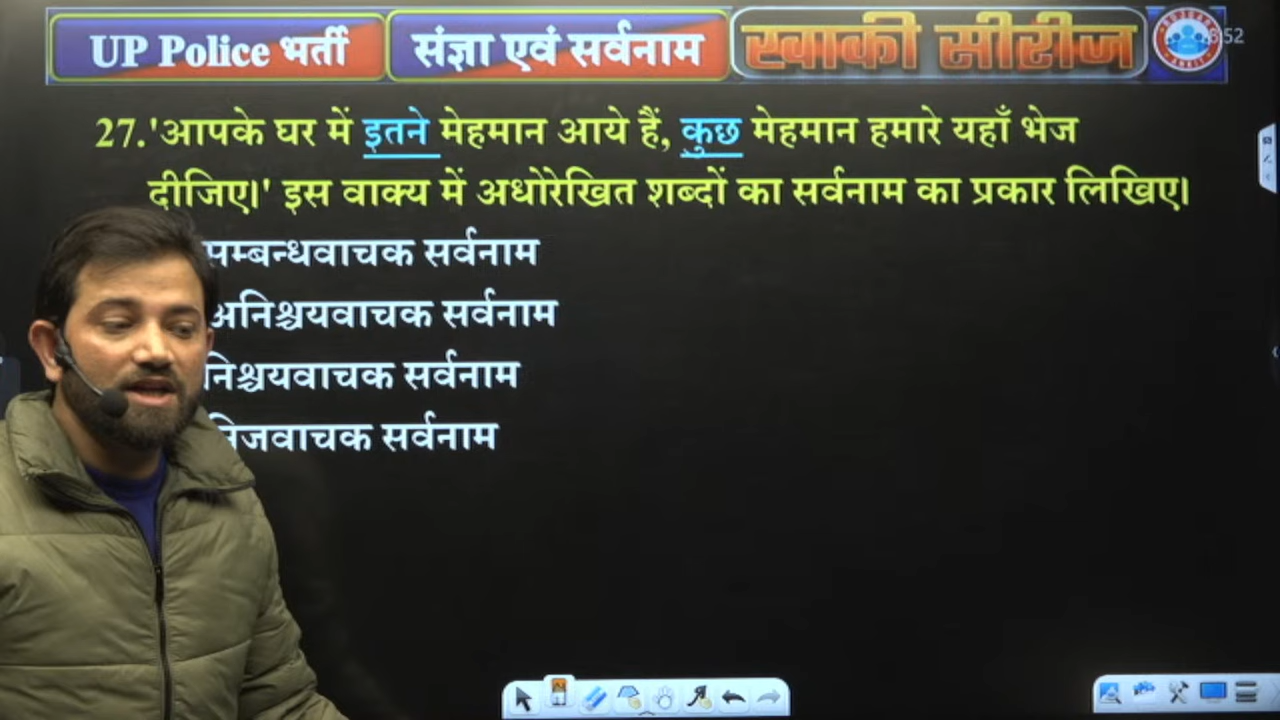 UP Police भर्ती संज्ञा एवं सर्वनाम खाकी सीरीज
27.'आपके घर में इतने मेहमान आये हैं, कुछ मेहमान हमारे यहाँ भेज
दीजिए।' इस वाक्य में अधोरेखित शब्दों का सर्वनाम का प्रकार लिखिए।
सम्बन्धवाचक सर्वनाम
अनिश्चयवाचक सर्वनाम
निश्चयवाचक सर्वनाम
निजवाचक सर्वनाम